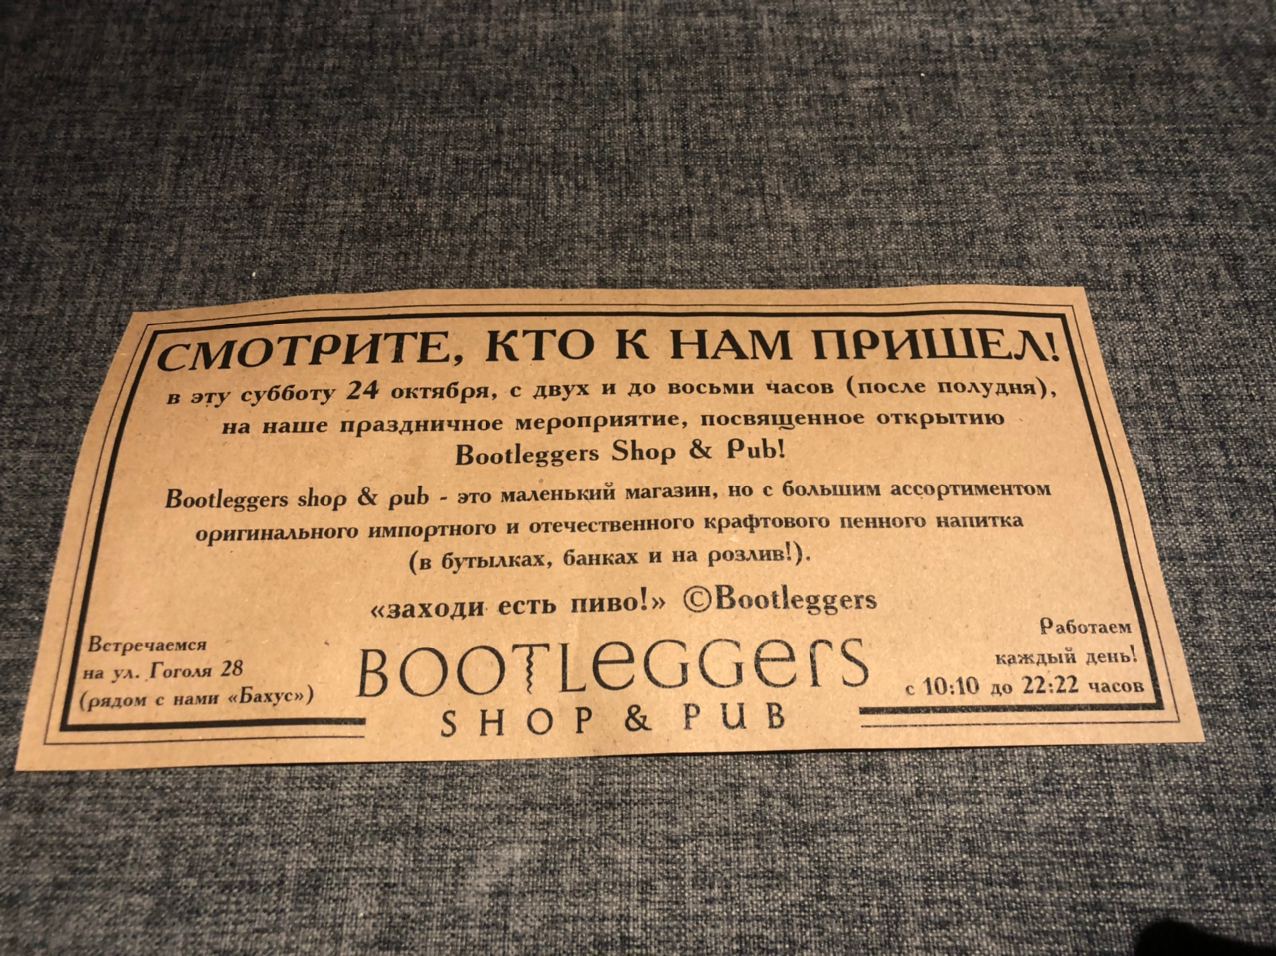 СМОТРИТЕ, КТО К НАМ ПРИШЕЛ!
в эту субботу 24 октября, с двух и до восьми часов (после полудня),
на наше праздничное мероприятие, посвященное открытию
Bootleggers Shop & Pub!
Bootleggers shop & pub - это маленький магазин, но с большим ассортиментом
оригинального импортного и отечественного крафтового пенного напитка
(в бутылках, банках и на розлив!).
«заходи есть пиво!» ©Bootleggers
Встречаемся
на ул. Гоголя 28
(рядом с нами «Бахус»)
BOOTLEGGERS
SHOP & PUB
Работаем
каждый день!
с 10:10 до 22:22 часов